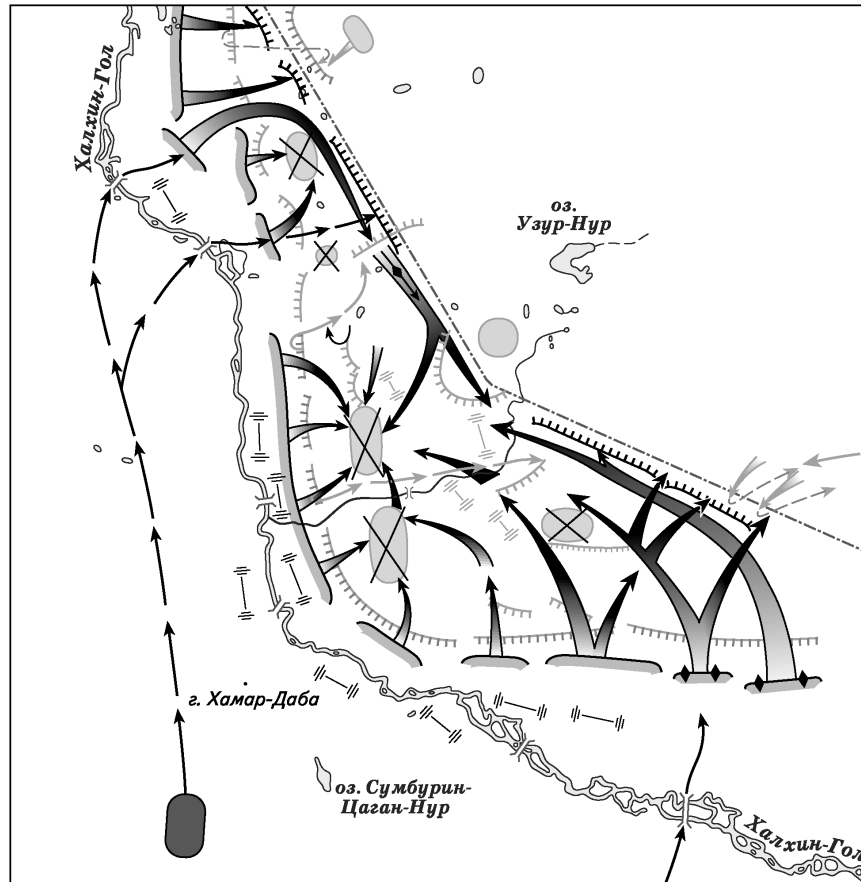 Халхин-Гол
оз.
Узур-Нур
г. Хамар-Даба
оз. Сумбурин-
Цаган-Нур
Халхин-Гол